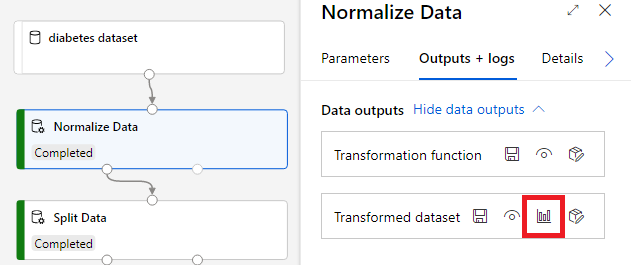 diabetes dataset
Normalize Data
Completed
Split Data
Completed
Normalize Data
Parameters
Outputs + logs
Details
Data outputs
Hide data outputs
Transformation function
Transformed dataset